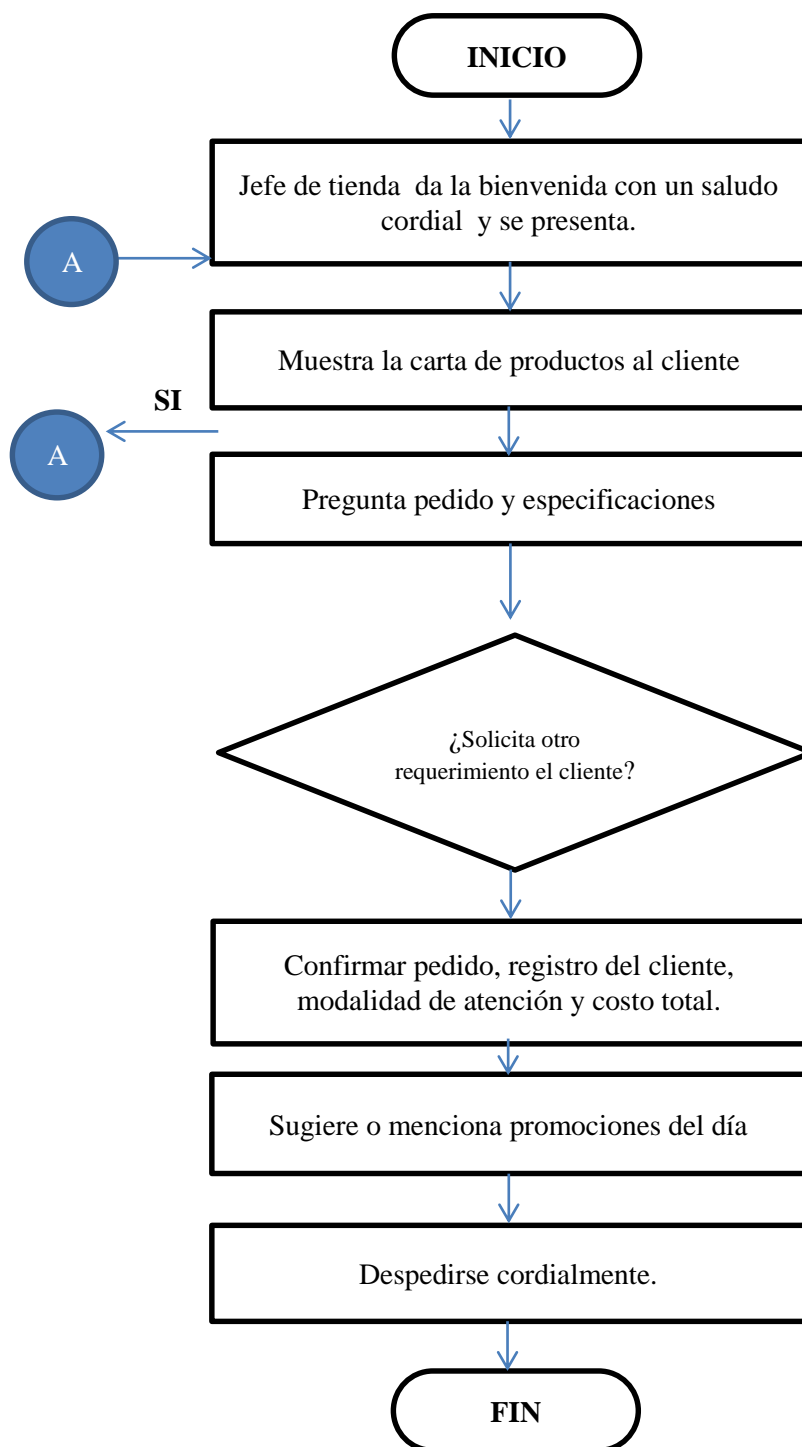 INICIO
Jefe de tienda da la bienvenida con un saludo
cordial y se presenta.
A
Muestra la carta de productos al cliente
SI
A
Pregunta pedido y especificaciones
¿Solicita otro
requerimiento el cliente?
Confirmar pedido, registro del cliente,
modalidad de atención y costo total.
Sugiere o menciona promociones del día
Despedirse cordialmente.
FIN